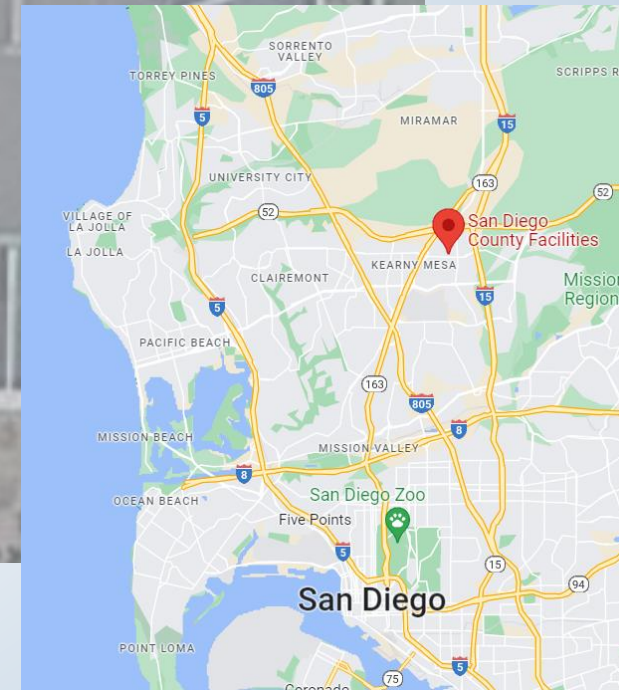 SORRENTO
VALLEY
TORREY PINES
SCRIPPS R
805
5
MIRAMAR
15
UNIVERSITY CITY
163
52
52
VILLAGE OF
LA JOLLA
San Diego
County Facilities
LA JOLLA
KEARNY MESA
CLAIREMONT
Mission
Region
15
5
PACIFIC BEACH
163
805
8
MISSION BEACH
MISSION VALLEY
8
San Diego Zoo
OCEAN BEACH
Five Points
5
15
94
San Diego
POINT LOMA
5
75
Coronado